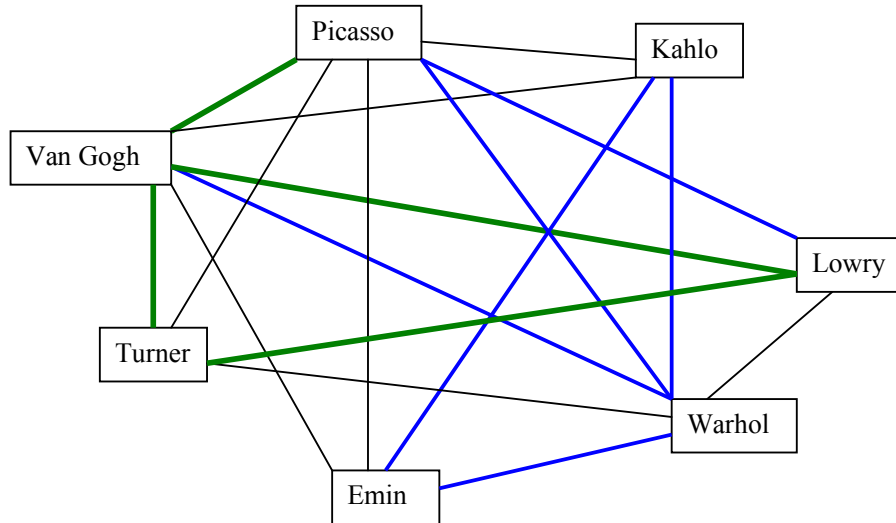 Picasso
Kahlo
Van Gogh
Lowry
Turner
Warhol
Emin